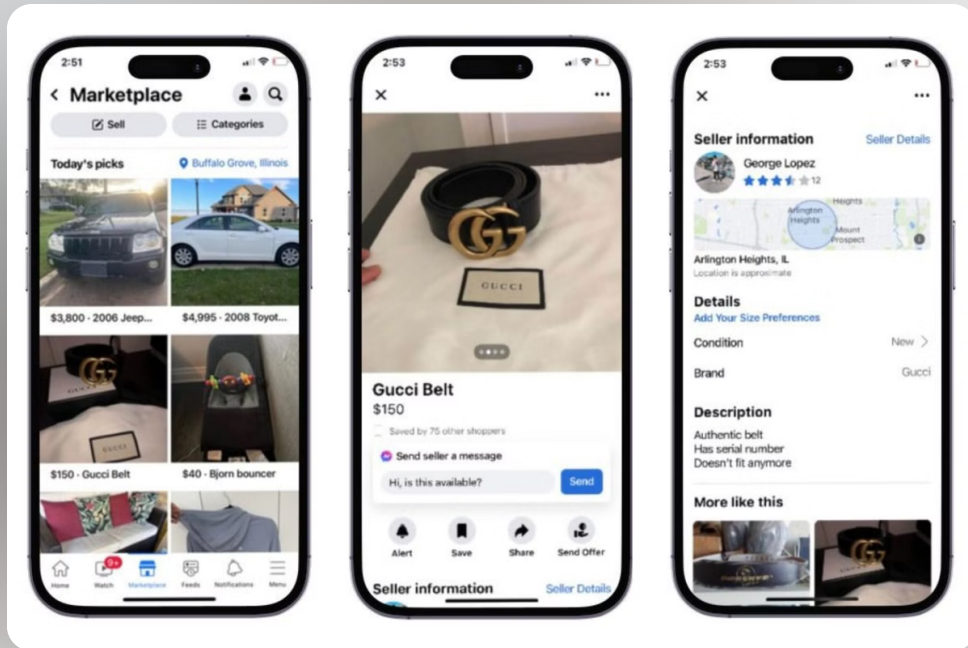 2:51
Marketplace
Sell
Categories
Today's picks
Buffalo Grove, Illinois
$3,800 · 2006 Jeep...
$4,995 · 2008 Toyot...
GUCCI
GUCCI
$150 · Gucci Belt
$40 · Bjorn bouncer
9+
Home
Watch
Marketplace
Feeds
Notifications
Menu
2:53
GUCCI
Gucci Belt
$150
Saved by 75 other shoppers
Send seller a message
Hi, is this available?
Send
Alert
Save
Share
Send Offer
Seller information
Seller Details
2:53
Seller information
Seller Details
George Lopez
12
Heights
Arlington
Heights
Mount
Prospect
Arlington Heights, IL
Location is approximate
Details
Add Your Size Preferences
Condition
New
Brand
Gucci
Description
Authentic belt
Has serial number
Doesn't fit anymore
More like this